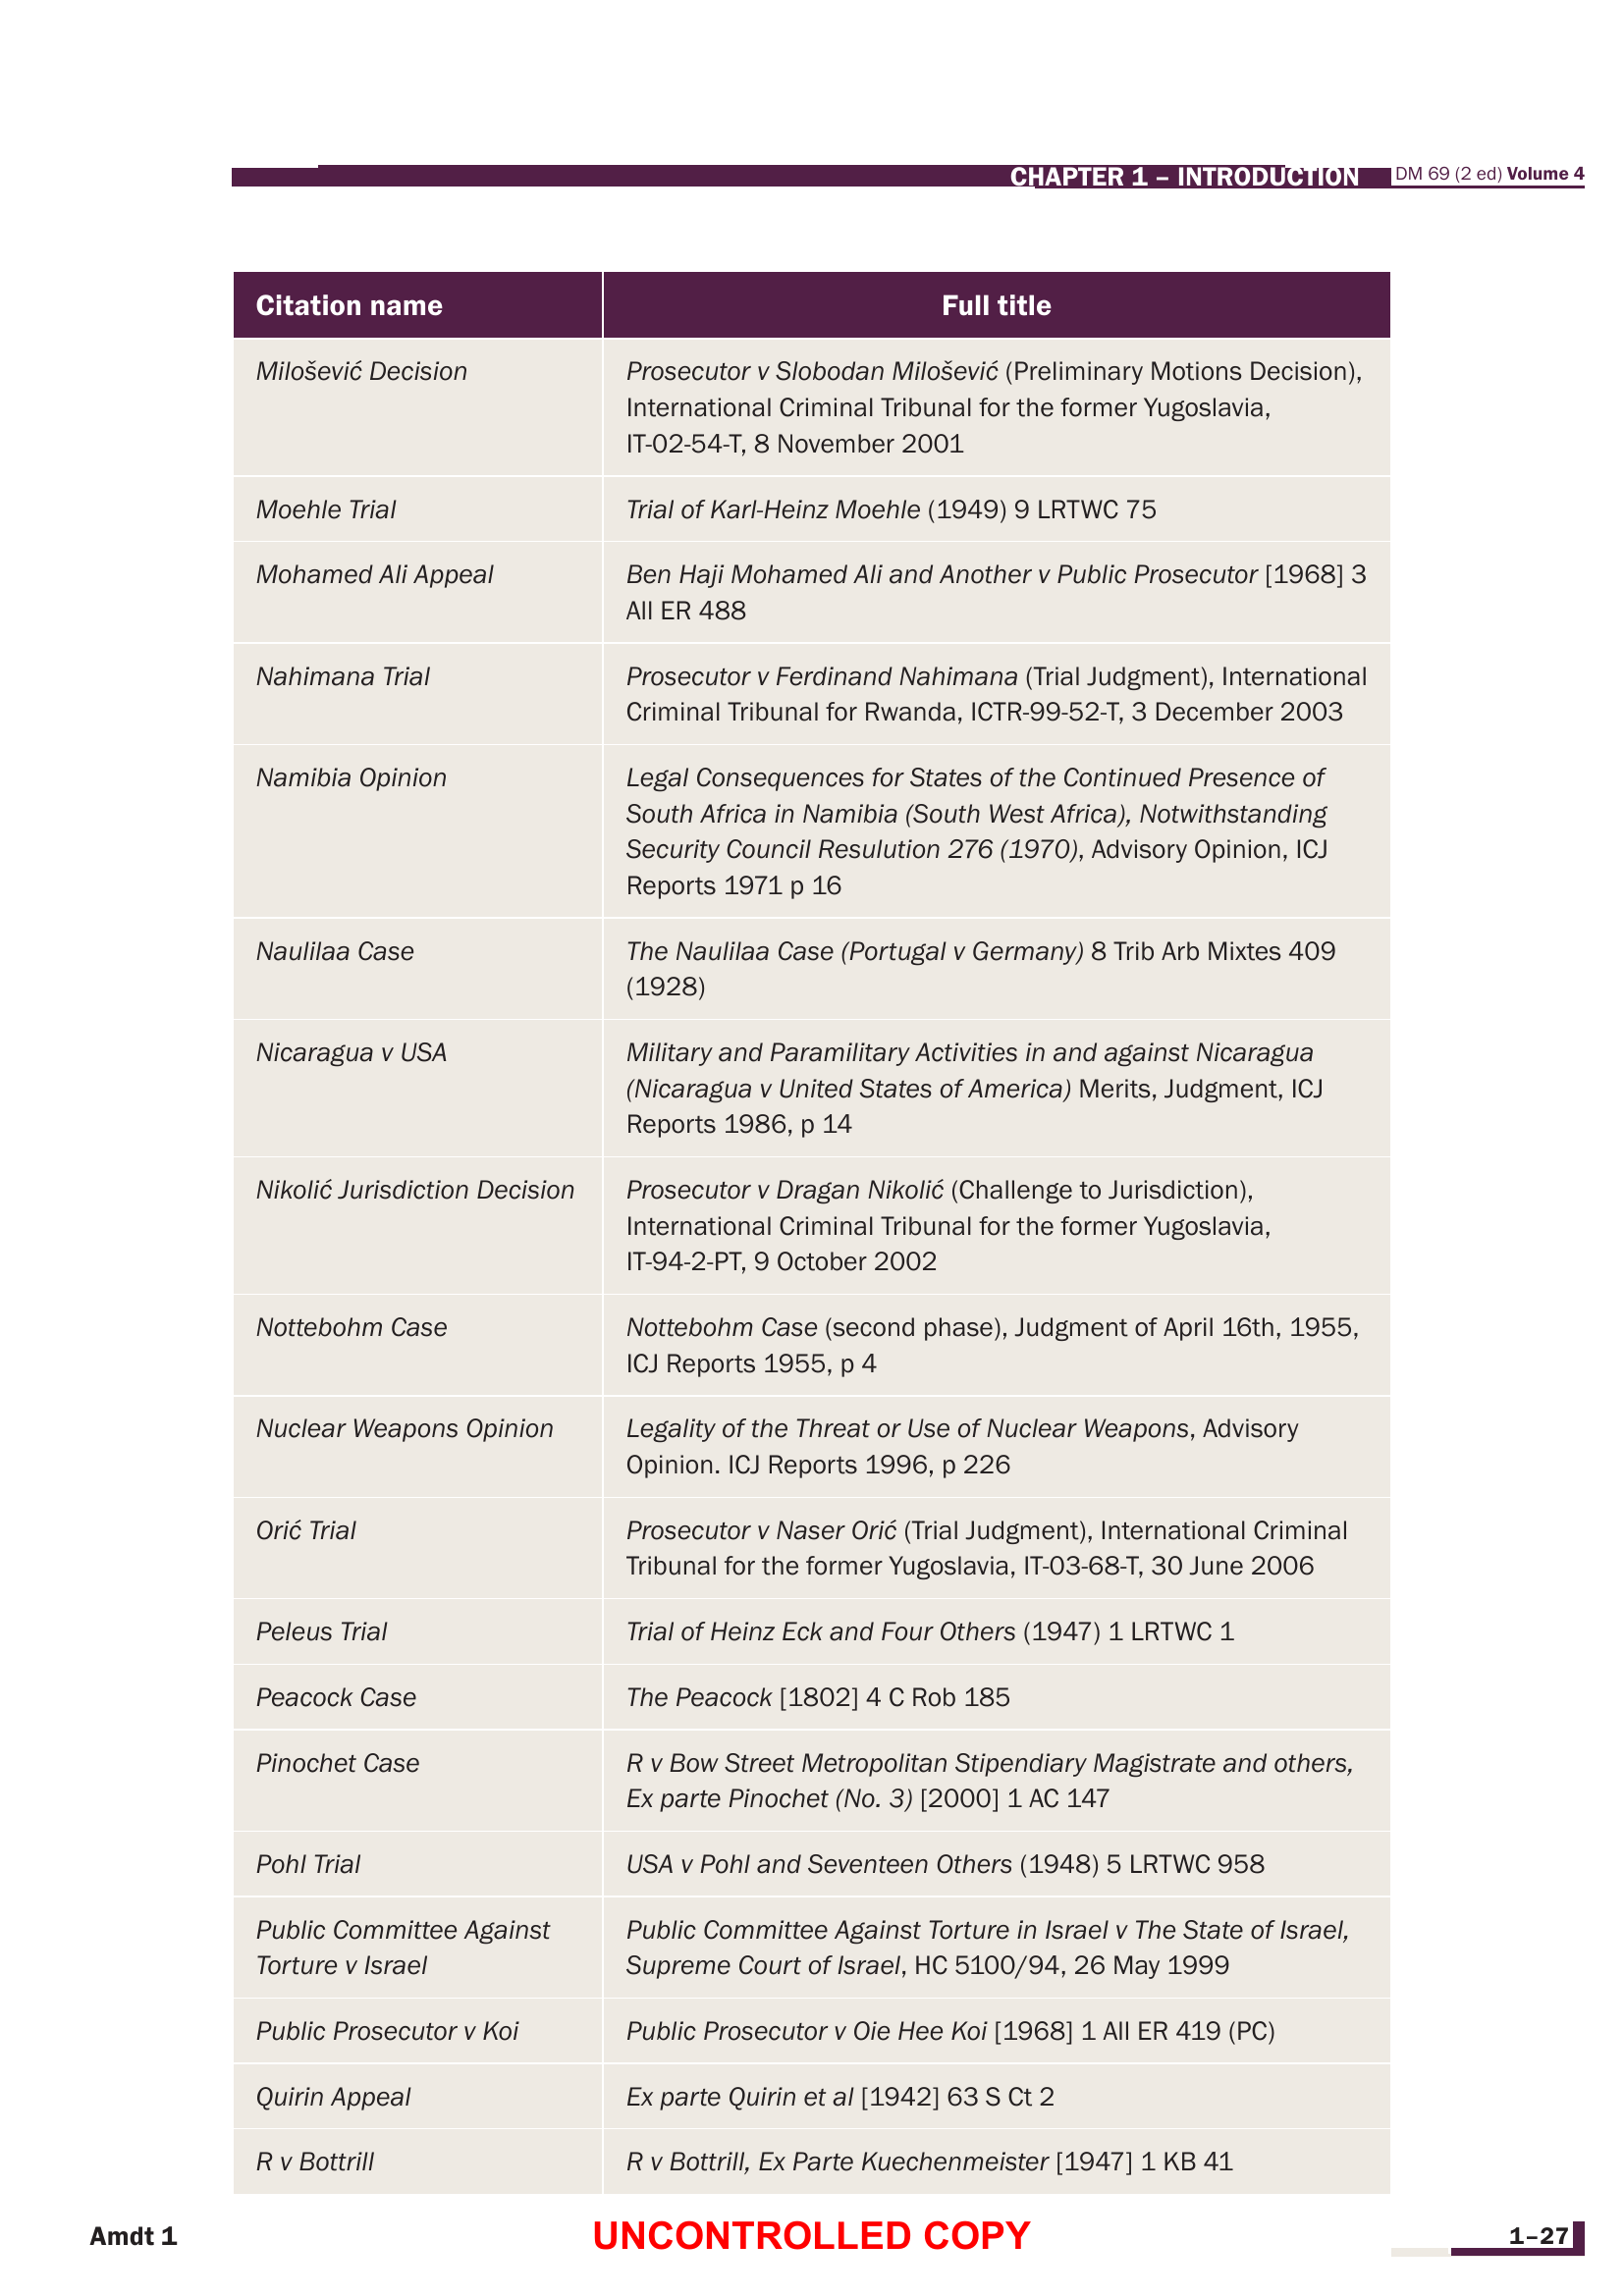 CHAPTER 1 – INTRODUCTION
DM 69 (2 ed) Volume 4
Citation name
Full title
Milošević Decision
Prosecutor v Slobodan Milošević (Preliminary Motions Decision),
International Criminal Tribunal for the former Yugoslavia,
IT-02-54-T, 8 November 2001
Moehle Trial
Trial of Karl-Heinz Moehle (1949) 9 LRTWC 75
Mohamed Ali Appeal
Ben Haji Mohamed Ali and Another v Public Prosecutor [1968] 3
All ER 488
Nahimana Trial
Prosecutor v Ferdinand Nahimana (Trial Judgment), International
Criminal Tribunal for Rwanda, ICTR-99-52-T, 3 December 2003
Namibia Opinion
Legal Consequences for States of the Continued Presence of
South Africa in Namibia (South West Africa), Notwithstanding
Security Council Resulution 276 (1970), Advisory Opinion, ICJ
Reports 1971 p 16
Naulilaa Case
The Naulilaa Case (Portugal v Germany) 8 Trib Arb Mixtes 409
(1928)
Nicaragua v USA
Military and Paramilitary Activities in and against Nicaragua
(Nicaragua v United States of America) Merits, Judgment, ICJ
Reports 1986, p 14
Nikolić Jurisdiction Decision
Prosecutor v Dragan Nikolić (Challenge to Jurisdiction),
International Criminal Tribunal for the former Yugoslavia,
IT-94-2-PT, 9 October 2002
Nottebohm Case
Nottebohm Case (second phase), Judgment of April 16th, 1955,
ICJ Reports 1955, p 4
Nuclear Weapons Opinion
Legality of the Threat or Use of Nuclear Weapons, Advisory
Opinion. ICJ Reports 1996, p 226
Orić Trial
Prosecutor v Naser Orić (Trial Judgment), International Criminal
Tribunal for the former Yugoslavia, IT-03-68-T, 30 June 2006
Peleus Trial
Trial of Heinz Eck and Four Others (1947) 1 LRTWC 1
Peacock Case
The Peacock [1802] 4 C Rob 185
Pinochet Case
R v Bow Street Metropolitan Stipendiary Magistrate and others,
Ex parte Pinochet (No. 3) [2000] 1 AC 147
Pohl Trial
USA v Pohl and Seventeen Others (1948) 5 LRTWC 958
Public Committee Against
Torture v Israel
Public Committee Against Torture in Israel v The State of Israel,
Supreme Court of Israel, HC 5100/94, 26 May 1999
Public Prosecutor v Koi
Public Prosecutor v Oie Hee Koi [1968] 1 All ER 419 (PC)
Quirin Appeal
Ex parte Quirin et al [1942] 63 S Ct 2
R v Bottrill
R v Bottrill, Ex Parte Kuechenmeister [1947] 1 KB 41
Amdt 1
UNCONTROLLED COPY
1–27